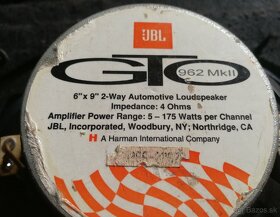 JBL
GTO
962 MkII
6"x 9" 2-Way Automotive Loudspeaker
Impedance: 4 Ohms
Amplifier Power Range: 5 – 175 Watts per Channel
JBL, Incorporated, Woodbury, NY; Northridge, CA
A Harman International Company